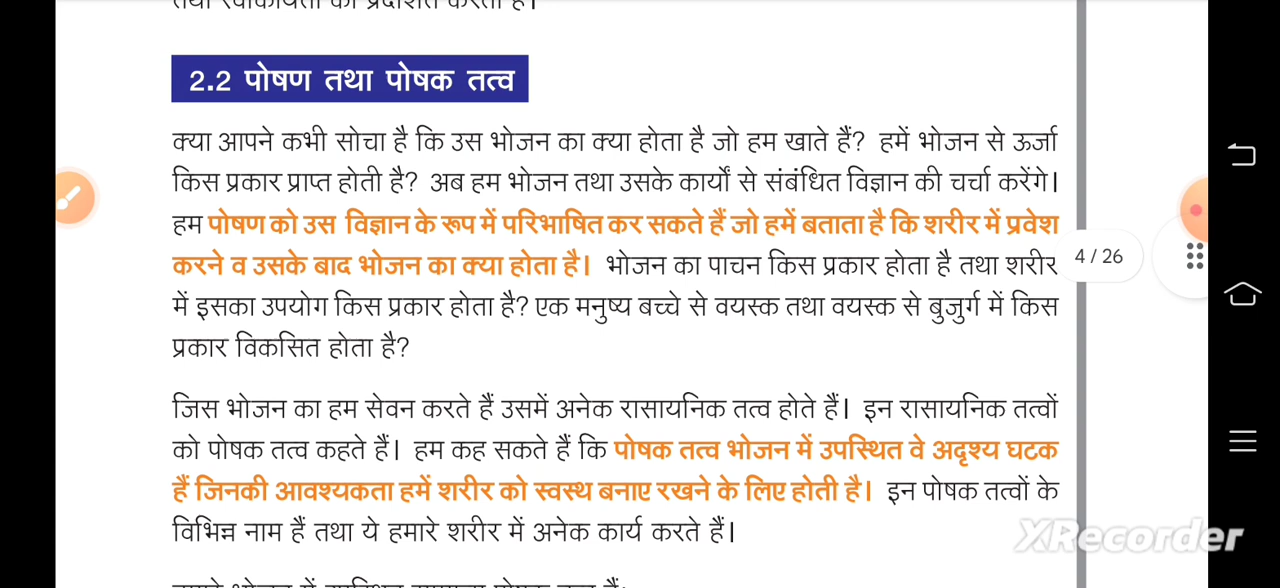 2.2 पोषण तथा पोषक तत्व
क्या आपने कभी सोचा है कि उस भोजन का क्या होता है जो हम खाते हैं? हमें भोजन से ऊर्जा
किस प्रकार प्राप्त होती है? अब हम भोजन तथा उसके कार्यों से संबंधित विज्ञान की चर्चा करेंगे।
हम पोषण को उस विज्ञान के रूप में परिभाषित कर सकते हैं जो हमें बताता है कि शरीर में प्रवेश
करने व उसके बाद भोजन का क्या होता है। भोजन का पाचन किस प्रकार होता है तथा शरीर
4 / 26
में इसका उपयोग किस प्रकार होता है? एक मनुष्य बच्चे से वयस्क तथा वयस्क से बुजुर्ग में किस
प्रकार विकसित होता है?
जिस भोजन का हम सेवन करते हैं उसमें अनेक रासायनिक तत्व होते हैं। इन रासायनिक तत्वों
को पोषक तत्व कहते हैं। हम कह सकते हैं कि पोषक तत्व भोजन में उपस्थित वे अदृश्य घटक
हैं जिनकी आवश्यकता हमें शरीर को स्वस्थ बनाए रखने के लिए होती है। इन पोषक तत्वों के
विभिन्न नाम हैं तथा ये हमारे शरीर में अनेक कार्य करते हैं।
XRecorder